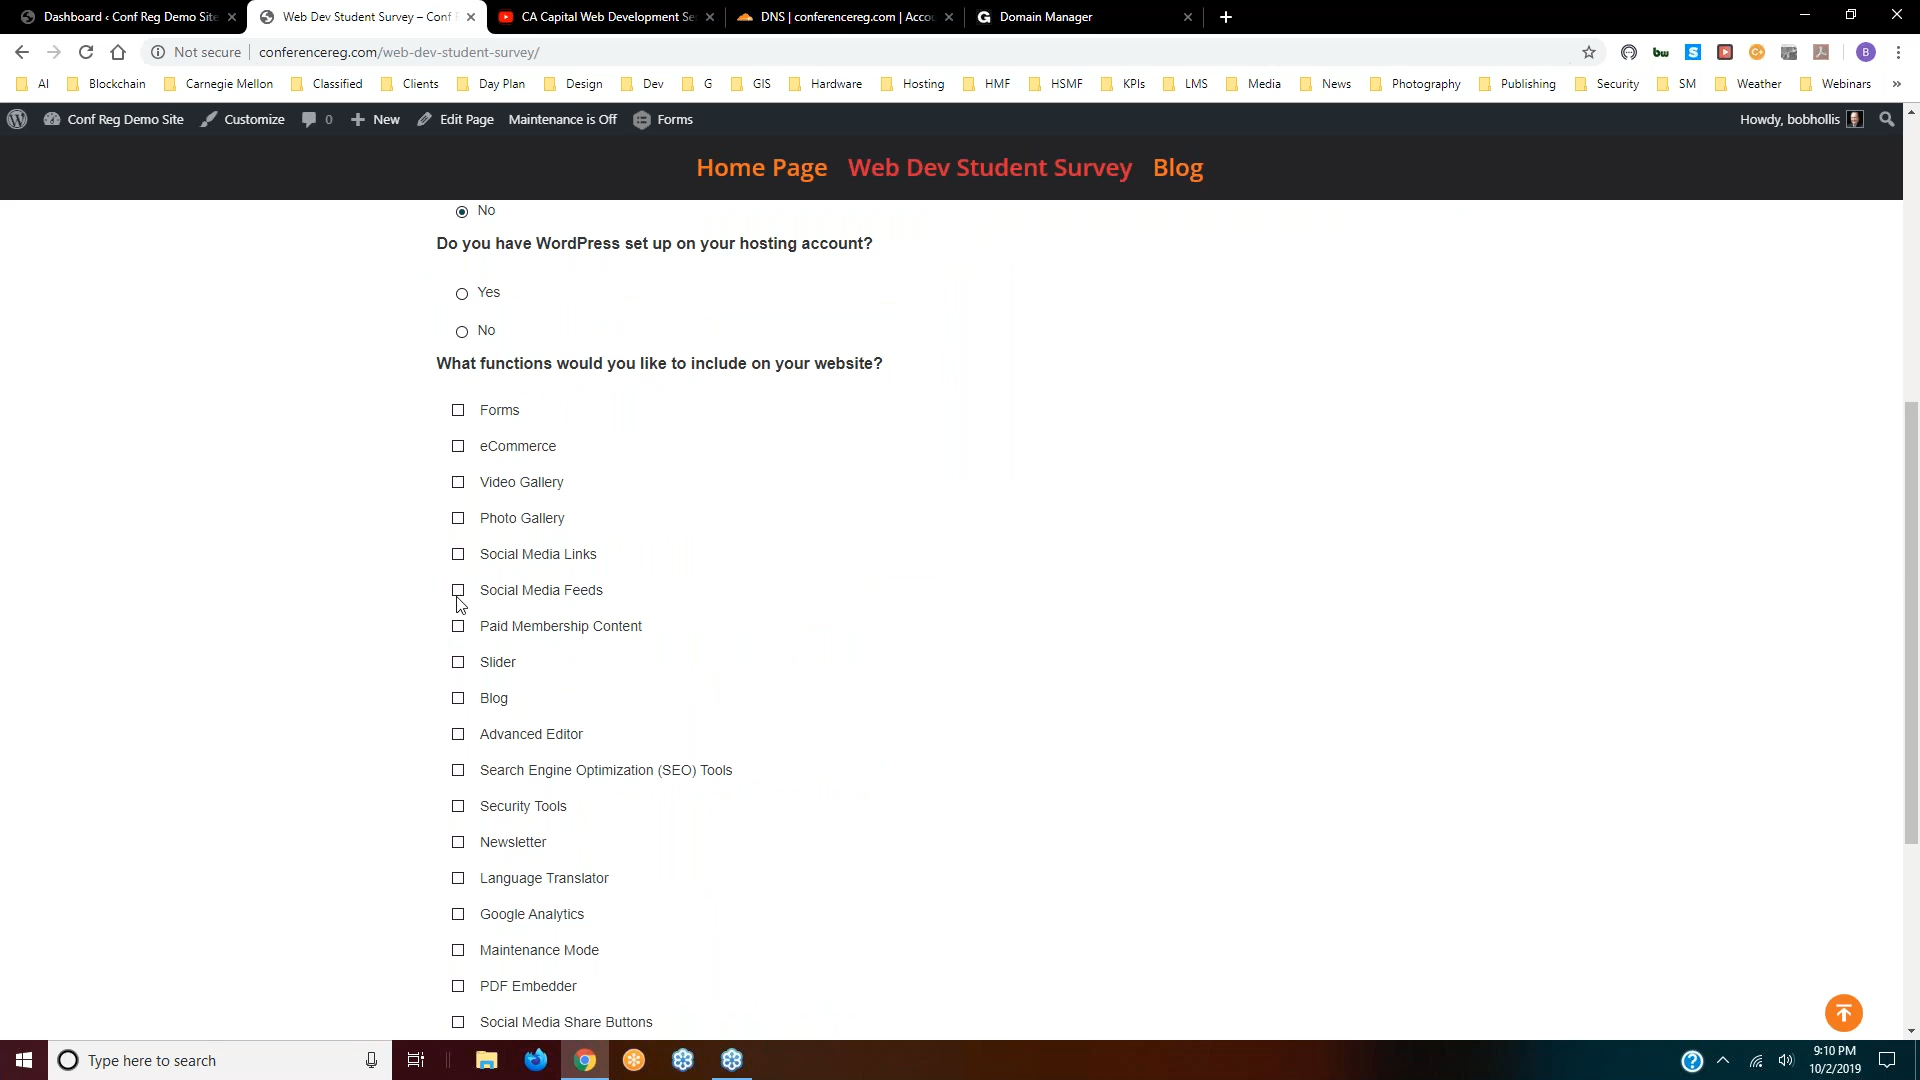 Dashboard ‹ Conf Reg Demo Site
Web Dev Student Survey – Conf
CA Capital Web Development Se
DNS | conferencereg.com | Accou
Domain Manager
Not secure conferencereg.com/web-dev-student-survey/
AI Blockchain Carnegie Mellon Classified Clients Day Plan Design Dev G GIS Hardware Hosting HMF HSMF KPIs LMS Media News Photography Publishing Security SM Weather Webinars »
Conf Reg Demo Site Customize 0 New Edit Page Maintenance is Off Forms Howdy, bobhollis
Home Page Web Dev Student Survey Blog
No
Do you have WordPress set up on your hosting account?
Yes
No
What functions would you like to include on your website?
Forms
eCommerce
Video Gallery
Photo Gallery
Social Media Links
Social Media Feeds
Paid Membership Content
Slider
Blog
Advanced Editor
Search Engine Optimization (SEO) Tools
Security Tools
Newsletter
Language Translator
Google Analytics
Maintenance Mode
PDF Embedder
Social Media Share Buttons
Type here to search
9:10 PM
10/2/2019